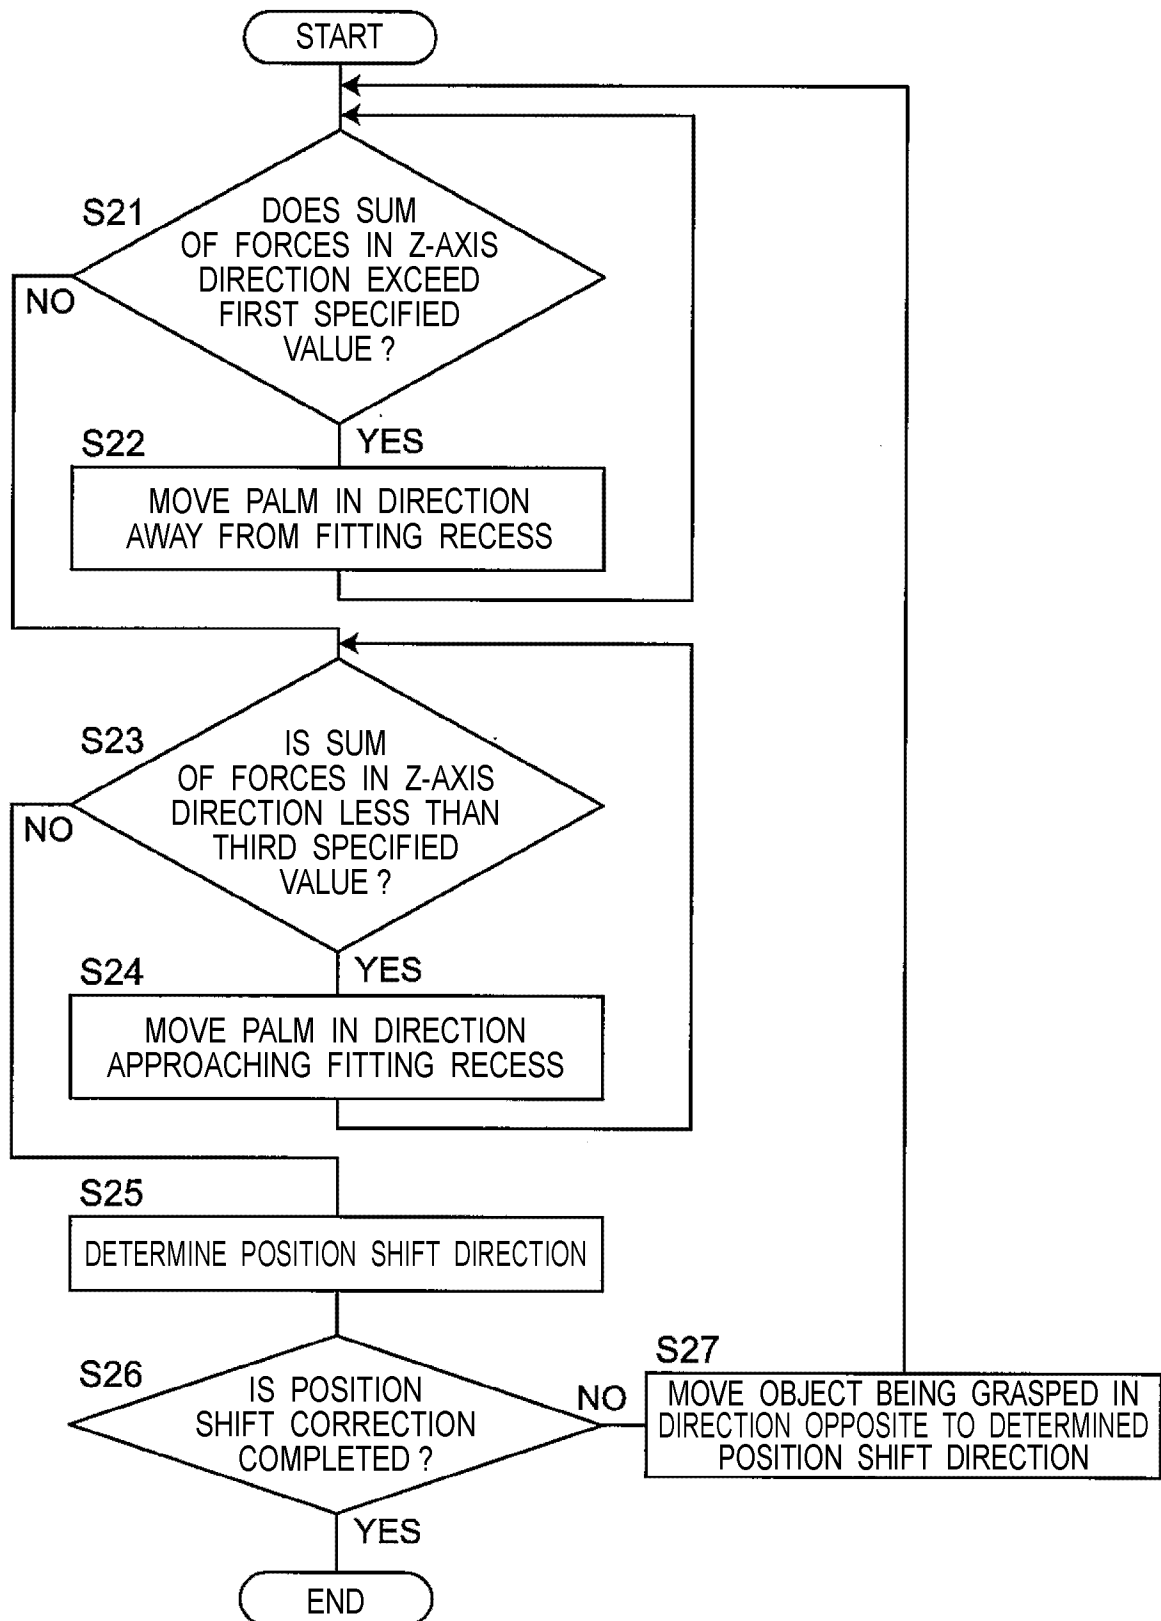 START
S21
DOES SUM
OF FORCES IN Z-AXIS
DIRECTION EXCEED
FIRST SPECIFIED
VALUE ?
NO
YES
S22
MOVE PALM IN DIRECTION
AWAY FROM FITTING RECESS
S23
IS SUM
OF FORCES IN Z-AXIS
DIRECTION LESS THAN
THIRD SPECIFIED
VALUE ?
NO
YES
S24
MOVE PALM IN DIRECTION
APPROACHING FITTING RECESS
S25
DETERMINE POSITION SHIFT DIRECTION
S26
IS POSITION
SHIFT CORRECTION
COMPLETED ?
NO
S27
MOVE OBJECT BEING GRASPED IN
DIRECTION OPPOSITE TO DETERMINED
POSITION SHIFT DIRECTION
YES
END